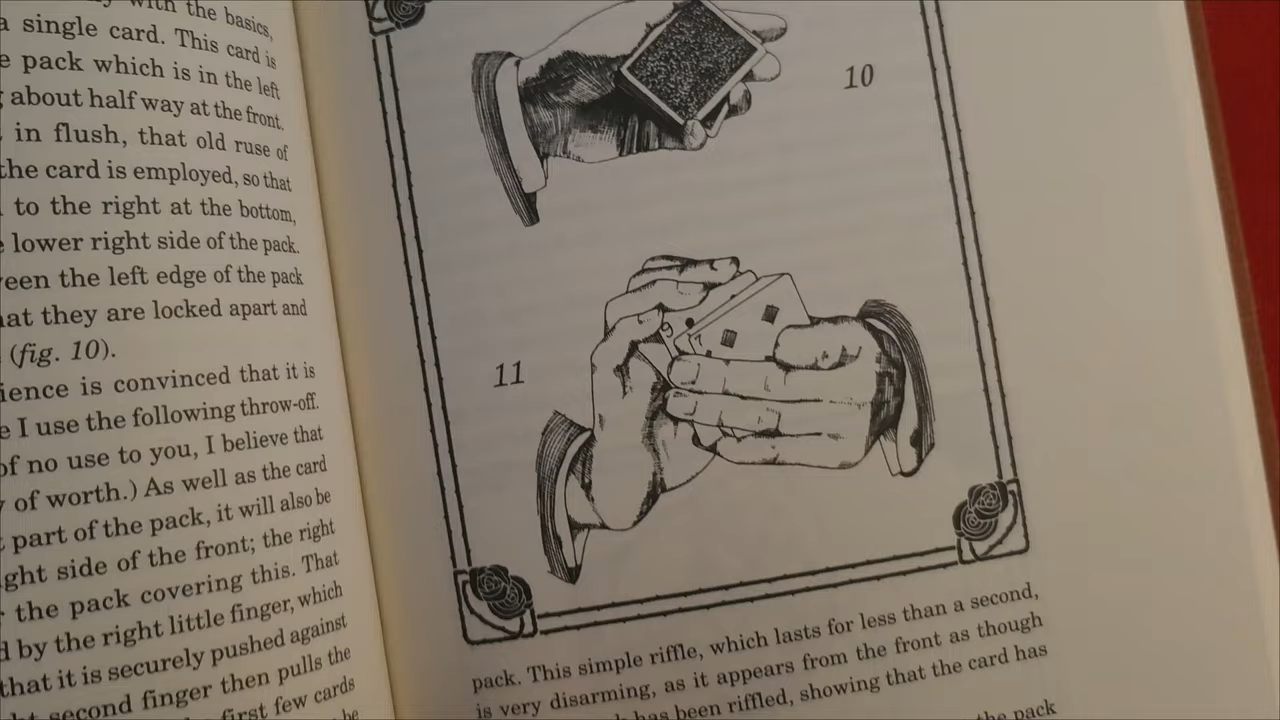 with the basics,
a single card. This card is
pack which is in the left
about half way at the front.
in flush, that old ruse of
the card is employed, so that
to the right at the bottom,
lower right side of the pack.
the left edge of the pack
they are locked apart and
(fig. 10).
is convinced that it is
I use the following throw-off.
of no use to you, I believe that
of worth.) As well as the card
part of the pack, it will also be
side of the front; the right
the pack covering this. That
by the right little finger, which
that it is securely pushed against
second finger then pulls the
first few cards
be
10
9
7
11
pack. This simple riffle, which lasts for less than a second,
is very disarming, as it appears from the front as though
has been riffled, showing that the card has
the pack